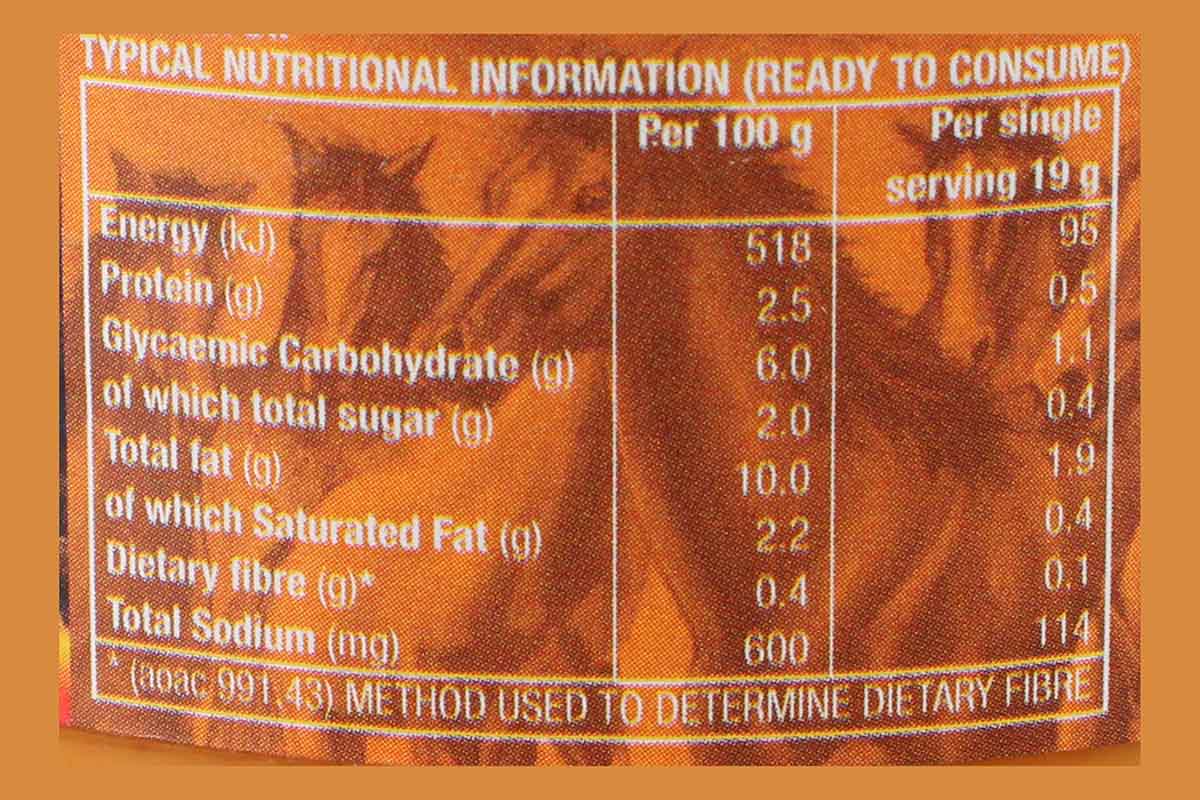 TYPICAL NUTRITIONAL INFORMATION (READY TO CONSUME)
Per 100 g Per single
serving 19 g
Energy (kJ) 518 95
Protein (g) 2.5 0.5
Glycaemic Carbohydrate (g) 6.0 1.1
of which total sugar (g) 2.0 0.4
Total fat (g) 10.0 1.9
of which Saturated Fat (g) 2.2 0.4
Dietary fibre (g)* 0.4 0.1
Total Sodium (mg) 600 114
* (aoac 991,43) METHOD USED TO DETERMINE DIETARY FIBRE